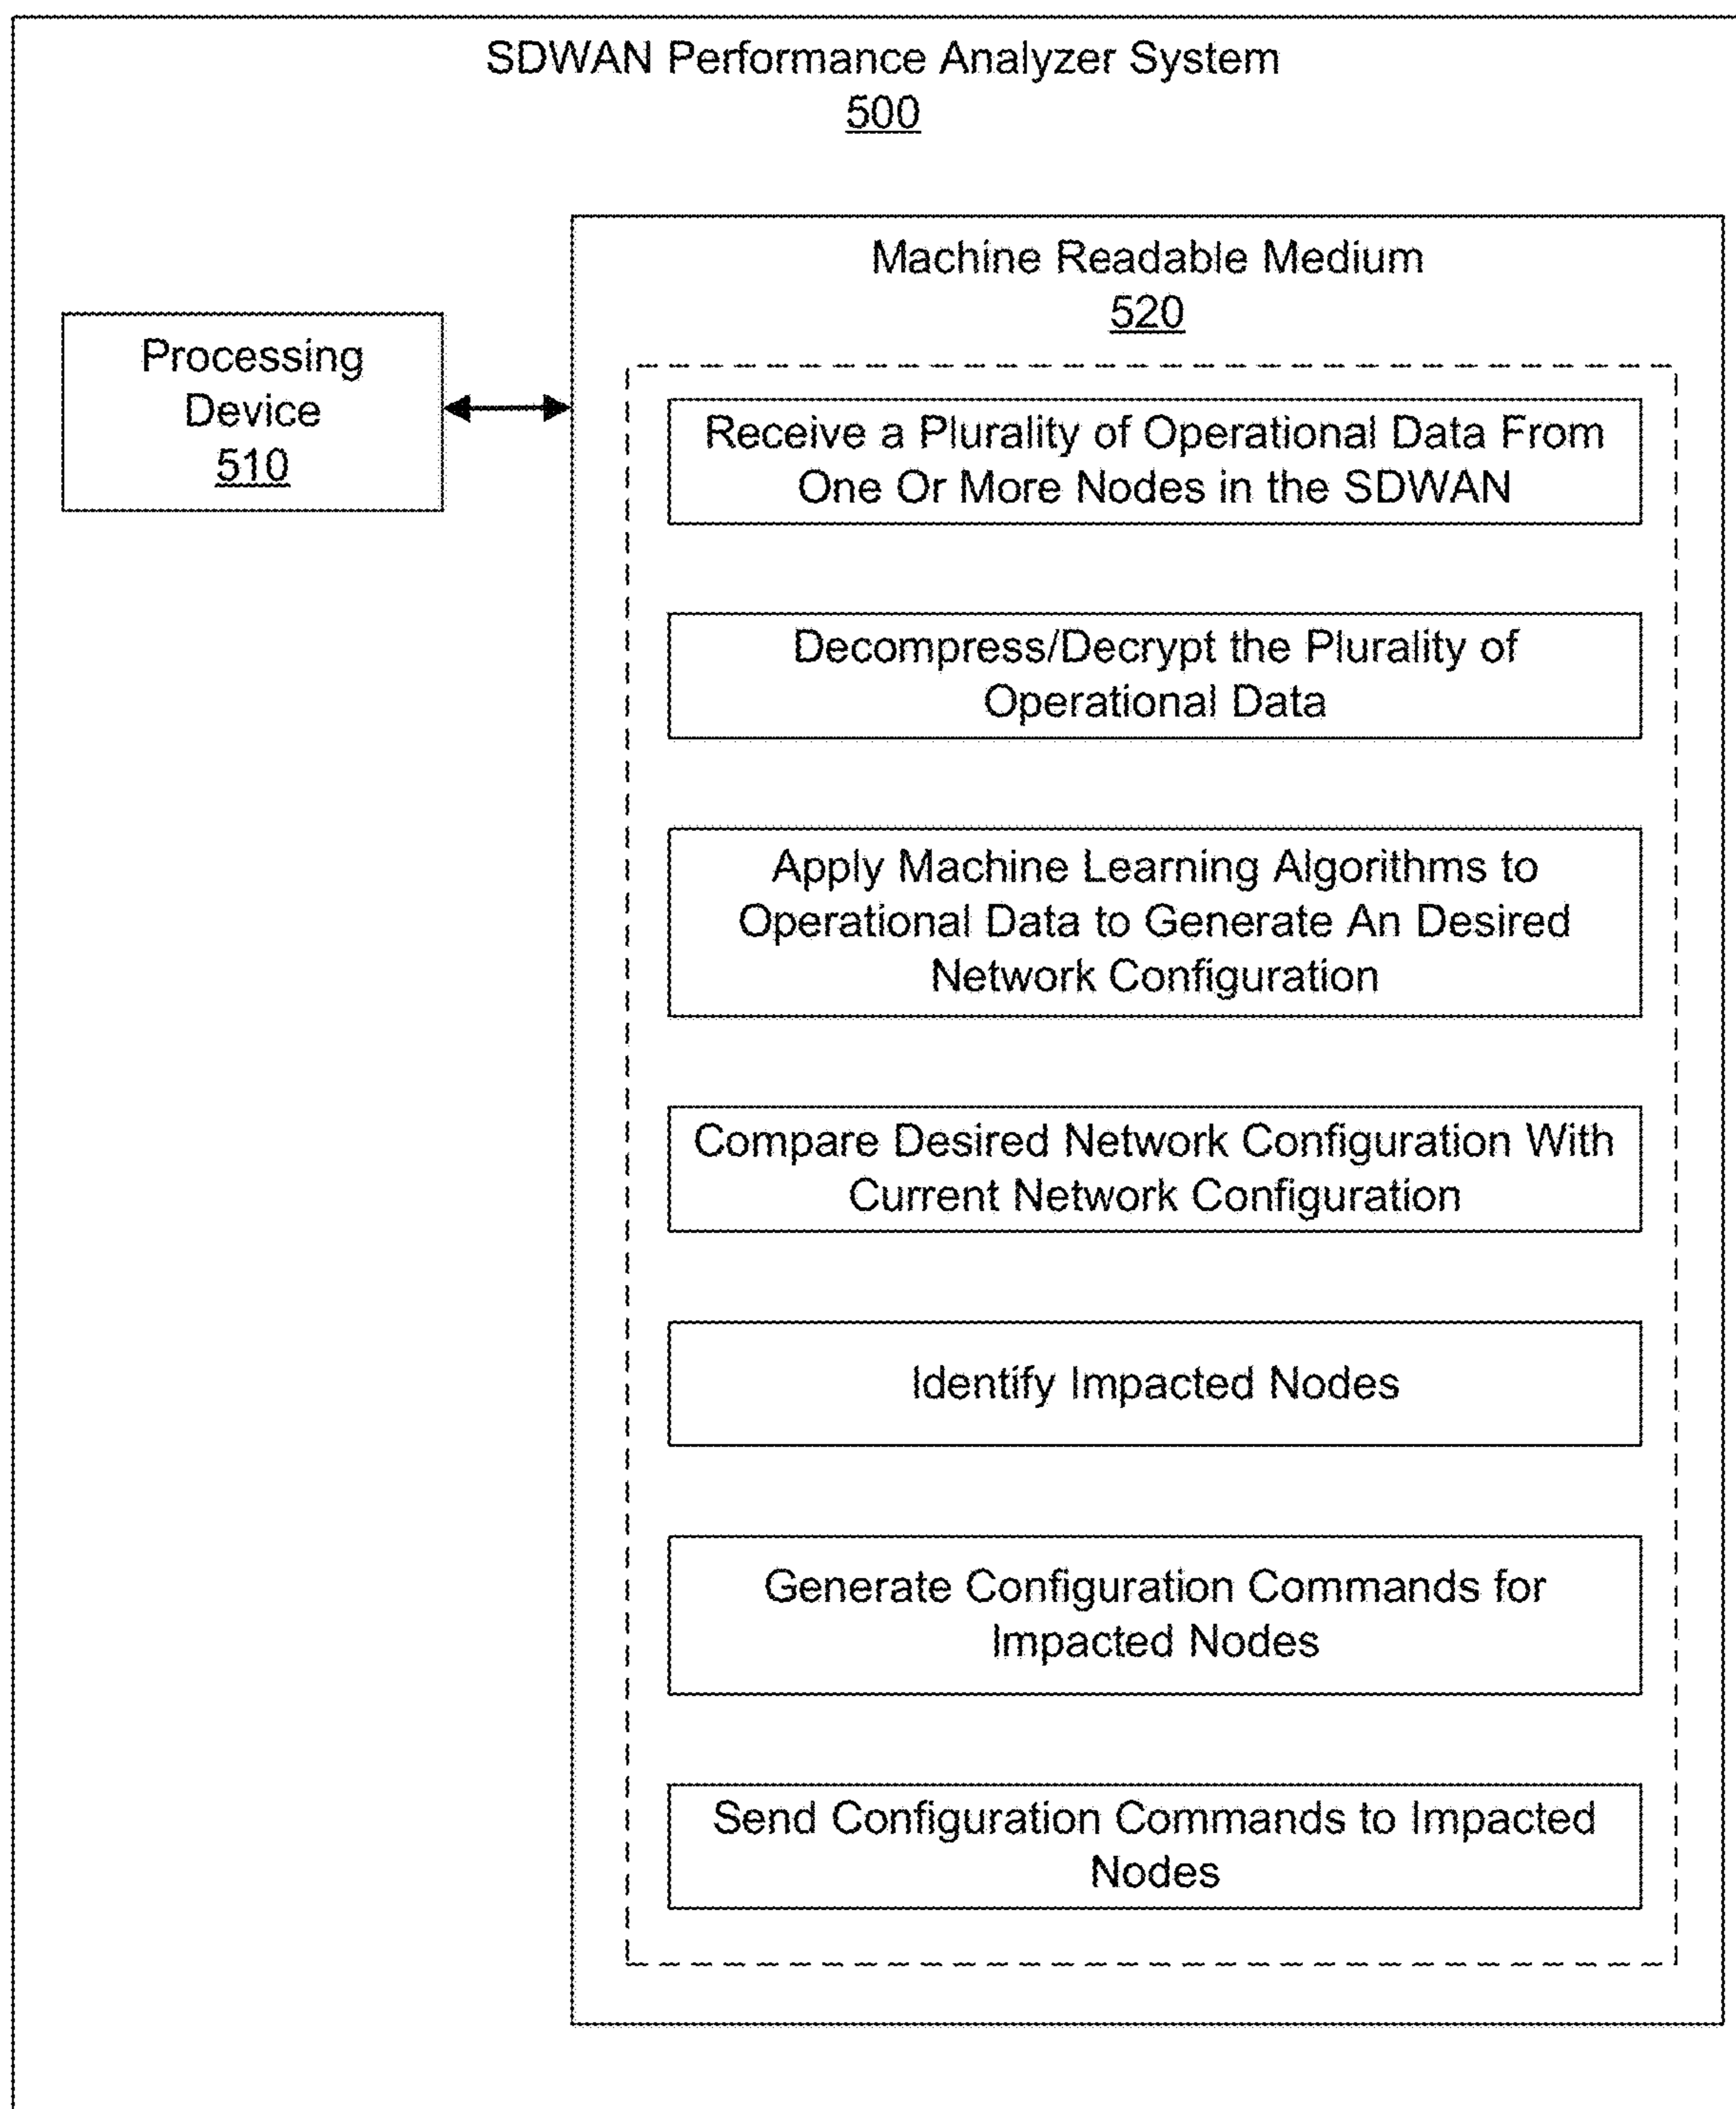 SDWAN Performance Analyzer System
500
Machine Readable Medium
520
Processing
Device
510
Receive a Plurality of Operational Data From
One Or More Nodes in the SDWAN
Decompress/Decrypt the Plurality of
Operational Data
Apply Machine Learning Algorithms to
Operational Data to Generate An Desired
Network Configuration
Compare Desired Network Configuration With
Current Network Configuration
Identify Impacted Nodes
Generate Configuration Commands for
Impacted Nodes
Send Configuration Commands to Impacted
Nodes